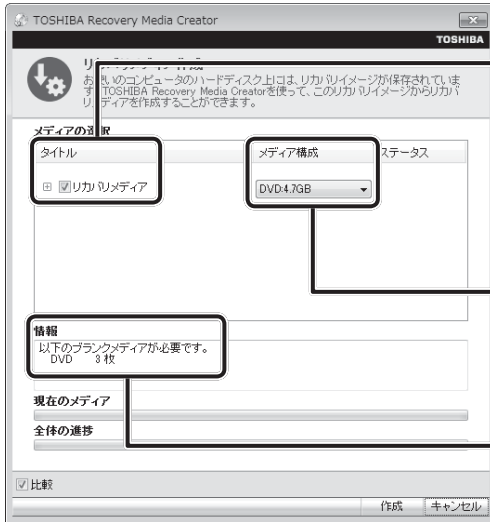 TOSHIBA Recovery Media Creator
TOSHIBA
お使いのコンピュータのハードディスク上には、リカバリイメージが保存されていま
す。TOSHIBA Recovery Media Creatorを使って、このリカバリイメージからリカバ
リメディアを作成することができます。
メディアの選択
タイトル メディア構成 ステータス
リカバリメディア DVD:4.7GB
情報
以下のブランクメディアが必要です。
DVD 3 枚
現在のメディア
全体の進捗
比較
作成 キャンセル